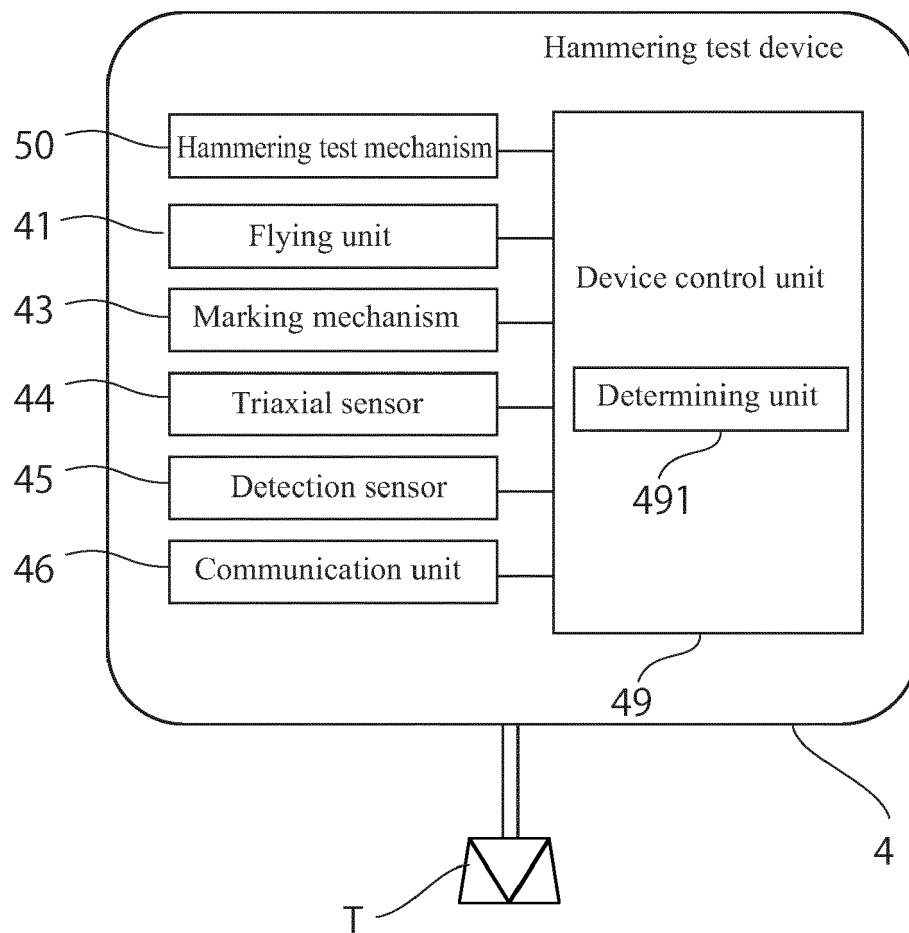 Hammering test device
50
Hammering test mechanism
41
Flying unit
Device control unit
43
Marking mechanism
44
Triaxial sensor
Determining unit
45
Detection sensor
491
46
Communication unit
49
4
T